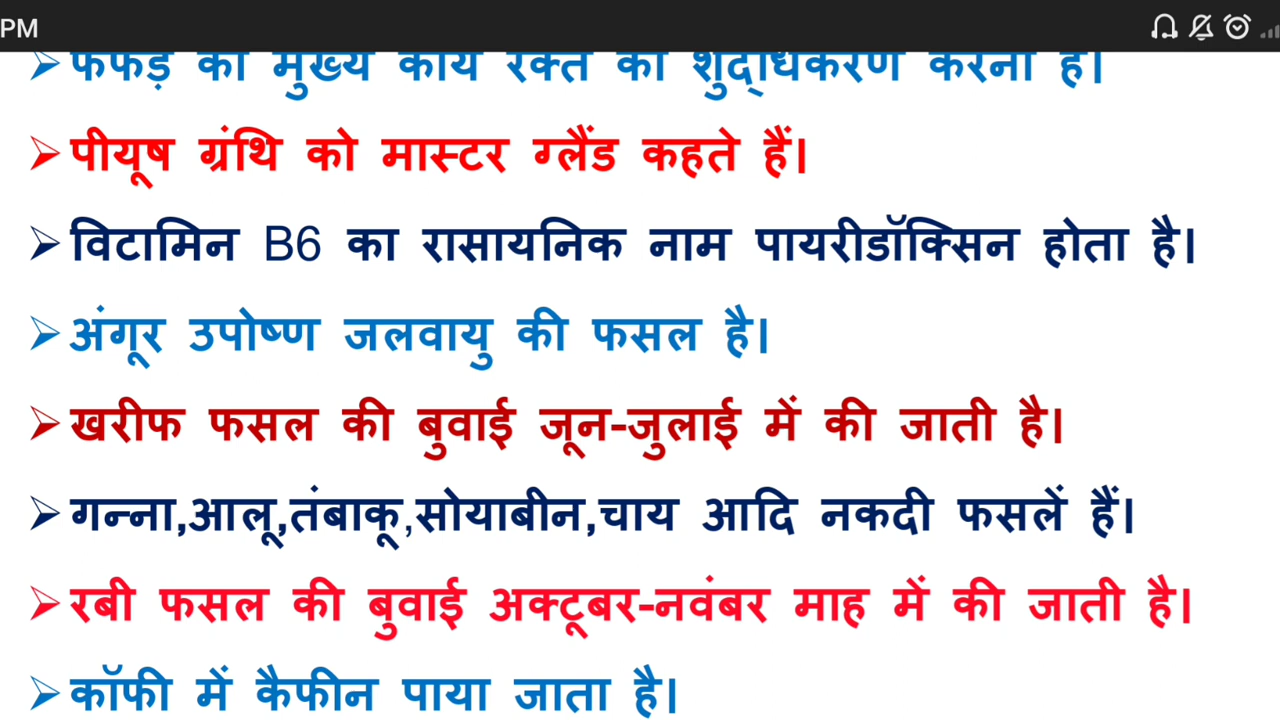 PM
➢फेफड़े का मुख्य कार्य रक्त का शुद्धिकरण करना है।
➢पीयूष ग्रंथि को मास्टर ग्लैंड कहते हैं।
➢विटामिन B6 का रासायनिक नाम पायरीडॉक्सिन होता है।
➢अंगूर उपोष्ण जलवायु की फसल है।
➢खरीफ फसल की बुवाई जून-जुलाई में की जाती है।
➢गन्ना,आलू,तंबाकू,सोयाबीन,चाय आदि नकदी फसलें हैं।
➢रबी फसल की बुवाई अक्टूबर-नवंबर माह में की जाती है।
➢कॉफी में कैफीन पाया जाता है।